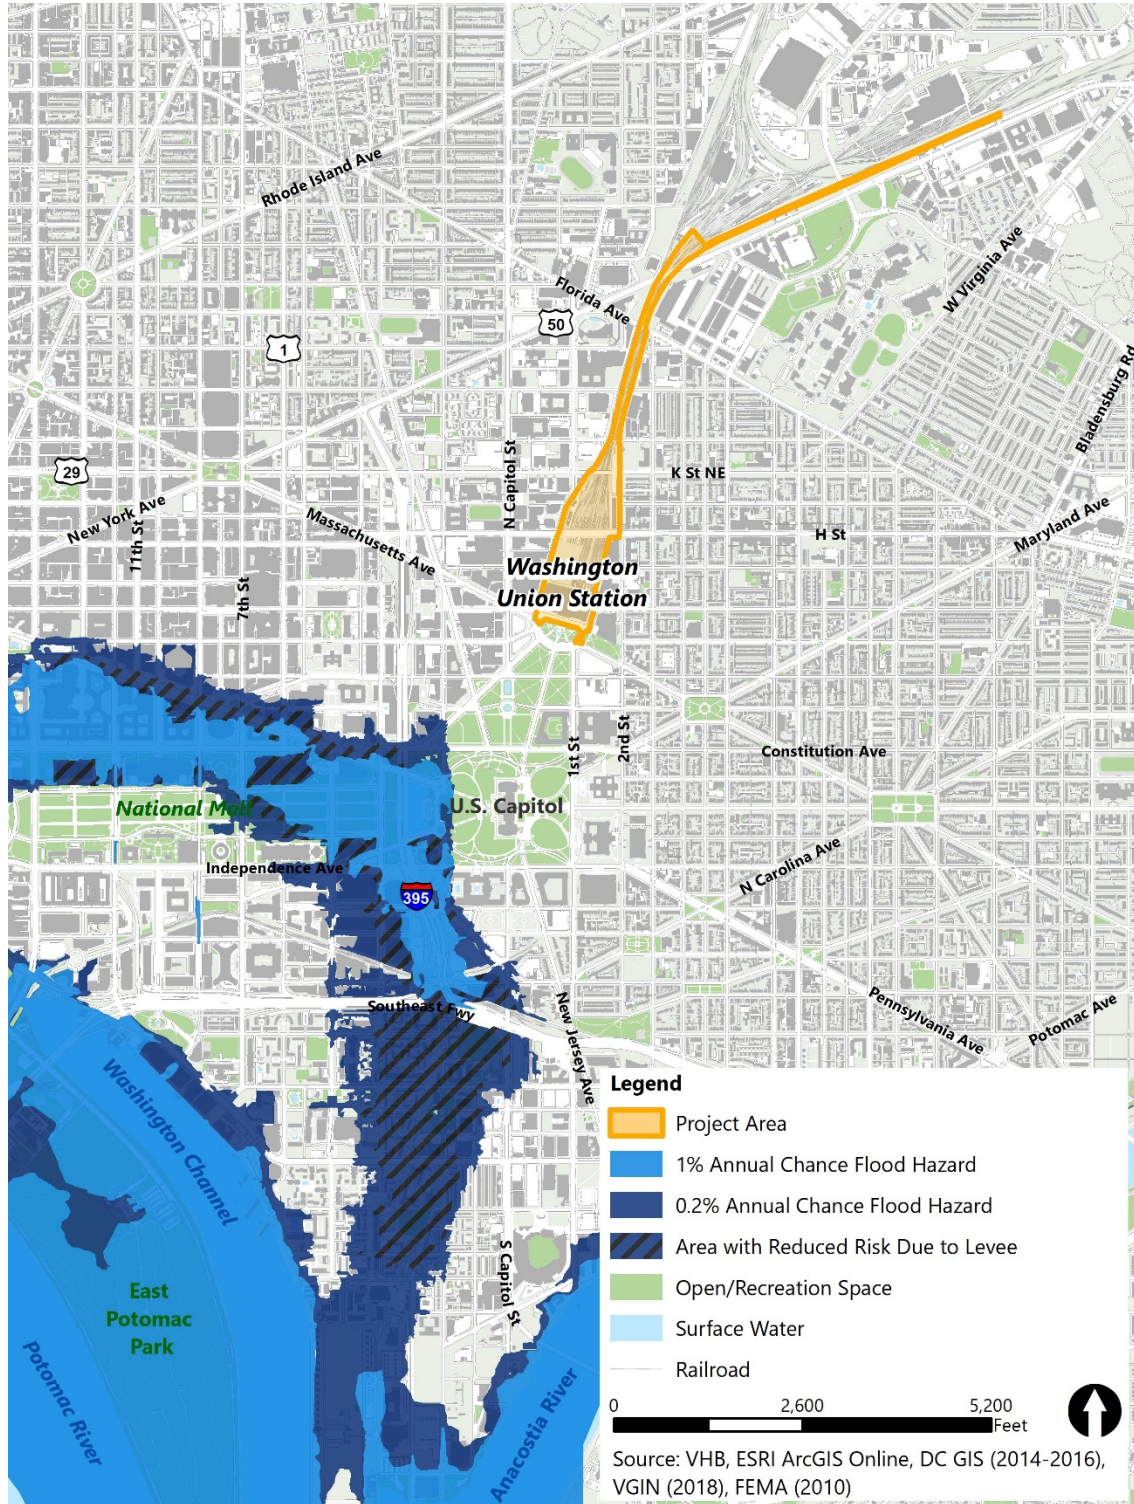 Rhode Island Ave
W Virginia Ave
Florida Ave
50
1
Bladensburg Rd
29
N Capitol St
K St NE
New York Ave
11th St
Massachusetts Ave
H St
Maryland Ave
7th St
Washington
Union Station
1st St
2nd St
Constitution Ave
National Mall
U.S. Capitol
Independence Ave
N Carolina Ave
395
Southeast Fwy
New Jersey Ave
Pennsylvania Ave
Potomac Ave
Washington Channel
East
Potomac
Park
S Capitol St
Potomac River
Anacostia River
Legend
Project Area
1% Annual Chance Flood Hazard
0.2% Annual Chance Flood Hazard
Area with Reduced Risk Due to Levee
Open/Recreation Space
Surface Water
Railroad
0 2,600 5,200
Feet
Source: VHB, ESRI ArcGIS Online, DC GIS (2014-2016),
VGIN (2018), FEMA (2010)